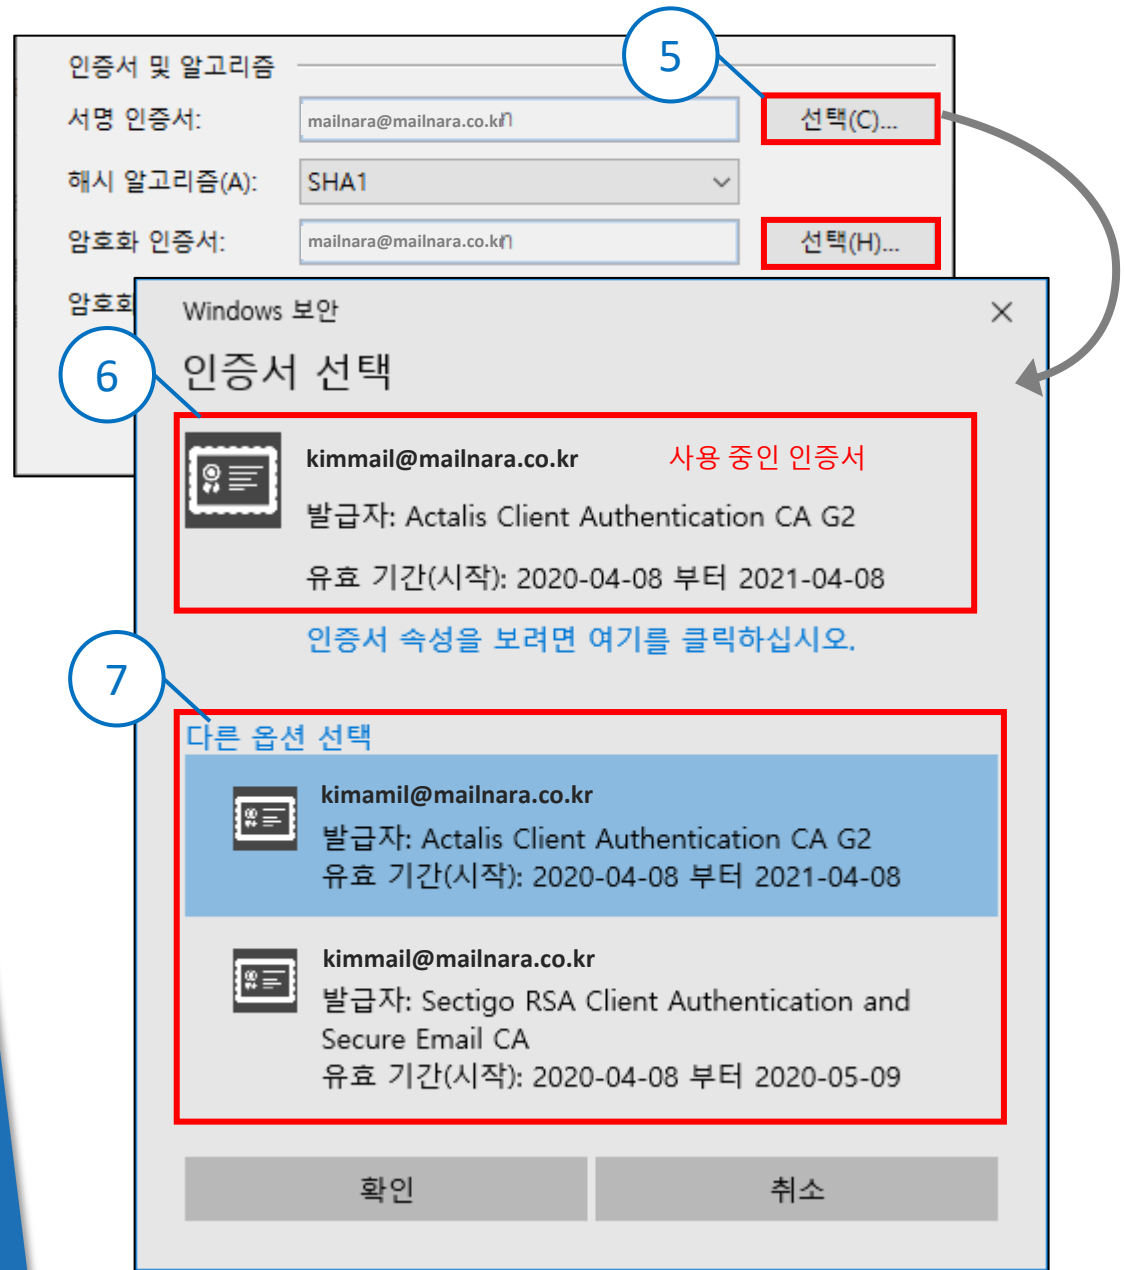 5
인증서 및 알고리즘
서명 인증서: mailnara@mailnara.co.kr 선택(C)...
해시 알고리즘(A): SHA1
암호화 인증서: mailnara@mailnara.co.kr 선택(H)...
암호화
Windows 보안
6
인증서 선택
kimmail@mailnara.co.kr 사용 중인 인증서
발급자: Actalis Client Authentication CA G2
유효 기간(시작): 2020-04-08 부터 2021-04-08
인증서 속성을 보려면 여기를 클릭하십시오.
7
다른 옵션 선택
kimamil@mailnara.co.kr
발급자: Actalis Client Authentication CA G2
유효 기간(시작): 2020-04-08 부터 2021-04-08
kimmail@mailnara.co.kr
발급자: Sectigo RSA Client Authentication and
Secure Email CA
유효 기간(시작): 2020-04-08 부터 2020-05-09
확인 취소